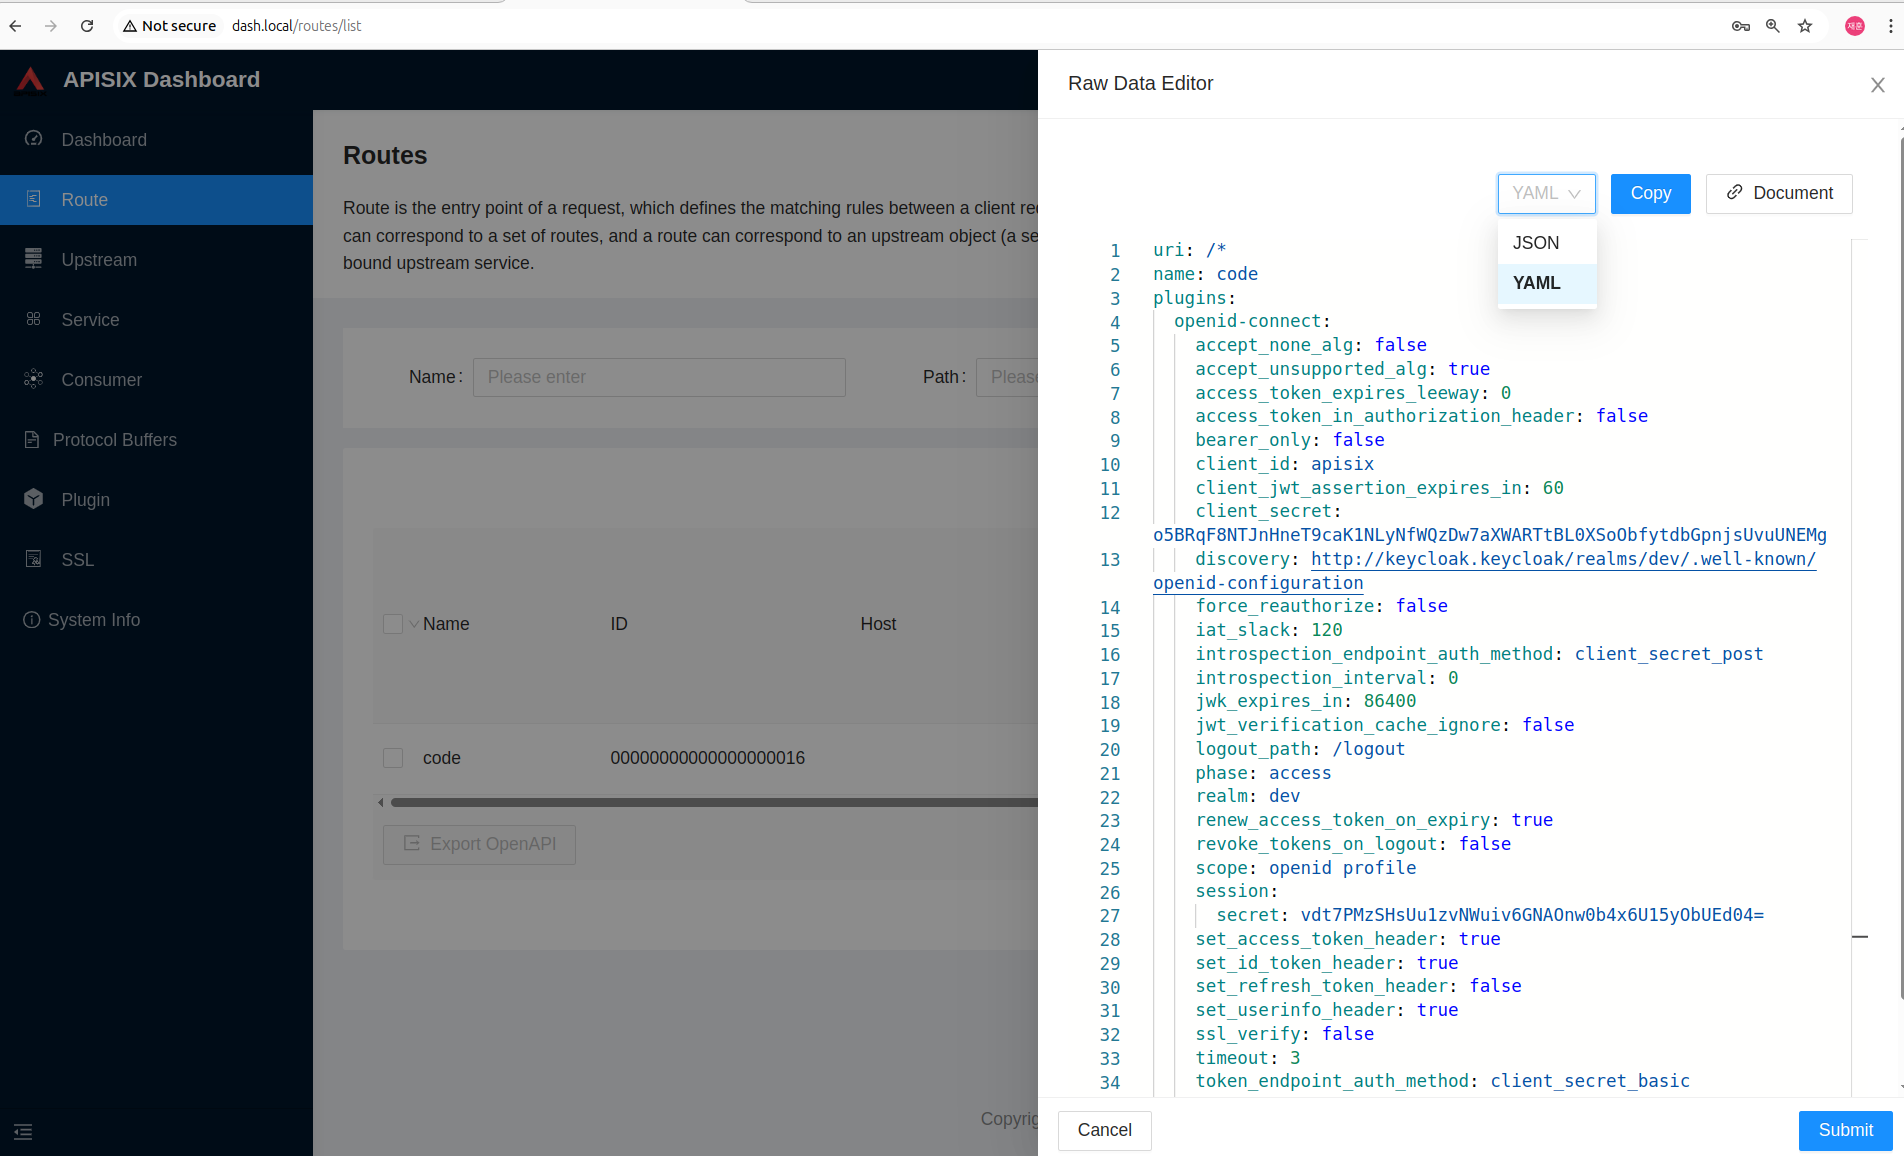 Not secure dash.local/routes/list
재훈
APISIX Dashboard
Dashboard
Route
Upstream
Service
Consumer
Protocol Buffers
Plugin
SSL
System Info
Routes
Route is the entry point of a request, which defines the matching rules between a client
can correspond to a set of routes, and a route can correspond to an upstream object (a
bound upstream service.
Name: Please enter
Path:
Name ID Host
code 00000000000000000016
Export OpenAPI
Raw Data Editor
YAML
Copy
Document
JSON
YAML
1 uri: /*
2 name: code
3 plugins:
4 openid-connect:
5 accept_none_alg: false
6 accept_unsupported_alg: true
7 access_token_expires_leeway: 0
8 access_token_in_authorization_header: false
9 bearer_only: false
10 client_id: apisix
11 client_jwt_assertion_expires_in: 60
12 client_secret:
o5BRqF8NTJnHneT9caK1NLyNfWQzDw7aXWARTtBL0XSoObfytdbGpnjsUvuUNEMg
13 discovery: http://keycloak.keycloak/realms/dev/.well-known/
openid-configuration
14 force_reauthorize: false
15 iat_slack: 120
16 introspection_endpoint_auth_method: client_secret_post
17 introspection_interval: 0
18 jwk_expires_in: 86400
19 jwt_verification_cache_ignore: false
20 logout_path: /logout
21 phase: access
22 realm: dev
23 renew_access_token_on_expiry: true
24 revoke_tokens_on_logout: false
25 scope: openid profile
26 session:
27 secret: vdt7PMzSHsUu1zvNWuiv6GNAOnw0b4x6U15yObUEd04=
28 set_access_token_header: true
29 set_id_token_header: true
30 set_refresh_token_header: false
31 set_userinfo_header: true
32 ssl_verify: false
33 timeout: 3
34 token_endpoint_auth_method: client_secret_basic
Cancel
Submit